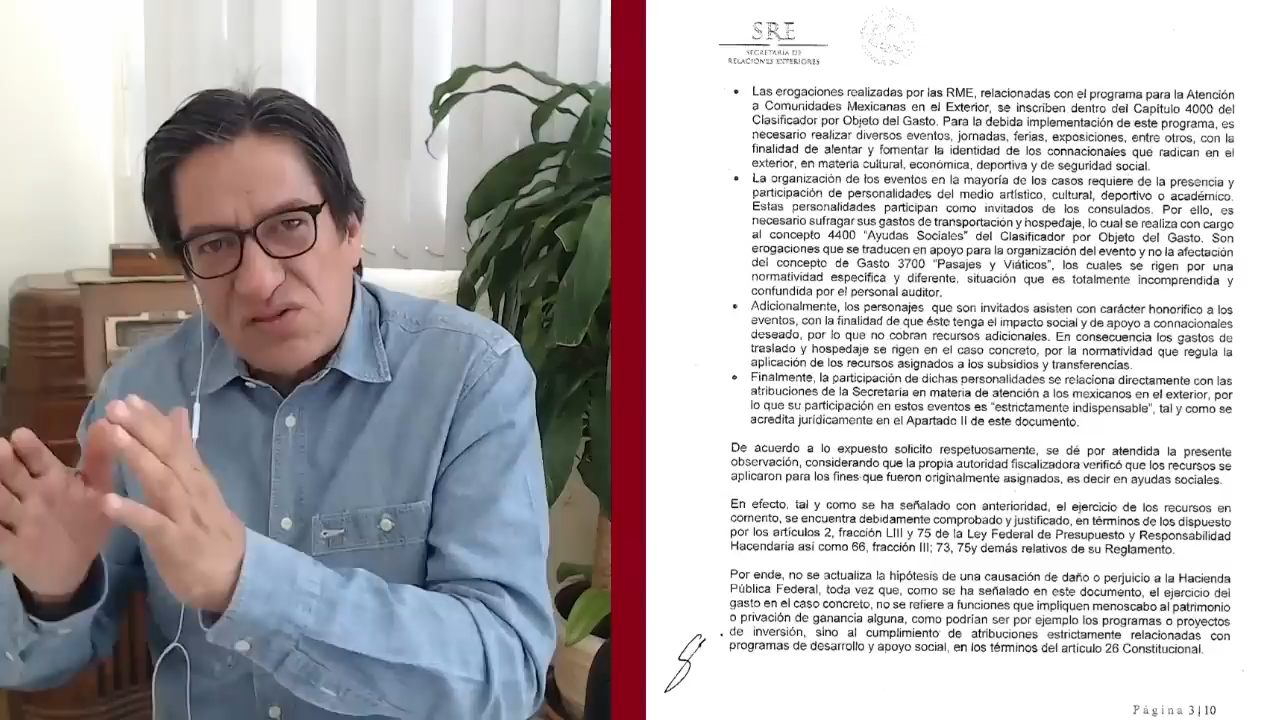 SRE
SECRETARÍA DE
RELACIONES EXTERIORES
• Las erogaciones realizadas por las RME, relacionadas con el programa para la Atención
a Comunidades Mexicanas en el Exterior, se inscriben dentro del Capítulo 4000 del
Clasificador por Objeto del Gasto. Para la debida implementación de este programa, es
necesario realizar diversos eventos, jornadas, ferias, exposiciones, entre otros, con la
finalidad de alentar y fomentar la identidad de los connacionales que radican en el
exterior, en materia cultural, económica, deportiva y de seguridad social.
• La organización de los eventos en la mayoría de los casos requiere de la presencia y
participación de personalidades del medio artístico, cultural, deportivo o académico.
Estas personalidades participan como invitados de los consulados. Por ello, es
necesario sufragar sus gastos de transportación y hospedaje, lo cual se realiza con cargo
al concepto 4400 "Ayudas Sociales" del Clasificador por Objeto del Gasto. Son
erogaciones que se traducen en apoyo para la organización del evento y no la afectación
del concepto de Gasto 3700 "Pasajes y Viáticos", los cuales se rigen por una
normatividad específica y diferente, situación que es totalmente incomprendida y
confundida por el personal auditor.
• Adicionalmente, los personajes que son invitados asisten con carácter honorifico a los
eventos, con la finalidad de que éste tenga el impacto social y de apoyo a connacionales
deseado, por lo que no cobran recursos adicionales. En consecuencia los gastos de
traslado y hospedaje se rigen en el caso concreto, por la normatividad que regula la
aplicación de los recursos asignados a los subsidios y transferencias.
• Finalmente, la participación de dichas personalidades se relaciona directamente con las
atribuciones de la Secretaría en materia de atención a los mexicanos en el exterior, por
lo que su participación en estos eventos es "estrictamente indispensable", tal y como se
acredita jurídicamente en el Apartado II de este documento.
De acuerdo a lo expuesto solicito respetuosamente, se dé por atendida la presente
observación, considerando que la propia autoridad fiscalizadora verificó que los recursos se
aplicaron para los fines que fueron originalmente asignados, es decir en ayudas sociales.
En efecto, tal y como se ha señalado con anterioridad, el ejercicio de los recursos en
comento, se encuentra debidamente comprobado y justificado, en términos de los dispuesto
por los artículos 2, fracción LIII y 75 de la Ley Federal de Presupuesto y Responsabilidad
Hacendaria así como 66, fracción III; 73, 75y demás relativos de su Reglamento.
Por ende, no se actualiza la hipótesis de una causación de daño o perjuicio a la Hacienda
Pública Federal, toda vez que, como se ha señalado en este documento, el ejercicio del
gasto en el caso concreto, no se refiere a funciones que impliquen menoscabo al patrimonio
o privación de ganancia alguna, como podrían ser por ejemplo los programas o proyectos
de inversión, sino al cumplimiento de atribuciones estrictamente relacionadas con
programas de desarrollo y apoyo social, en los términos del artículo 26 Constitucional.
Página 3|10